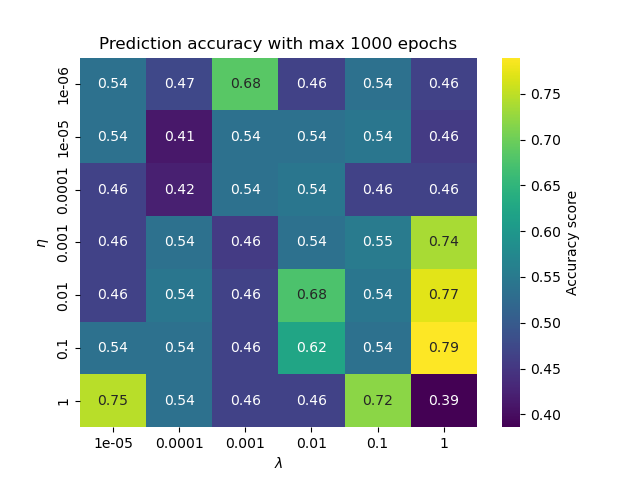 Prediction accuracy with max 1000 epochs
1e-06 0.54 0.47 0.68 0.46 0.54 0.46
1e-05 0.54 0.41 0.54 0.54 0.54 0.46
0.0001 0.46 0.42 0.54 0.54 0.46 0.46
0.001 0.46 0.54 0.46 0.54 0.55 0.74
0.01 0.46 0.54 0.46 0.68 0.54 0.77
0.1 0.54 0.54 0.46 0.62 0.54 0.79
1 0.75 0.54 0.46 0.46 0.72 0.39
1e-05 0.0001 0.001 0.01 0.1 1
λ
η
0.75
0.70
0.65
0.60
0.55
0.50
0.45
0.40
Accuracy score